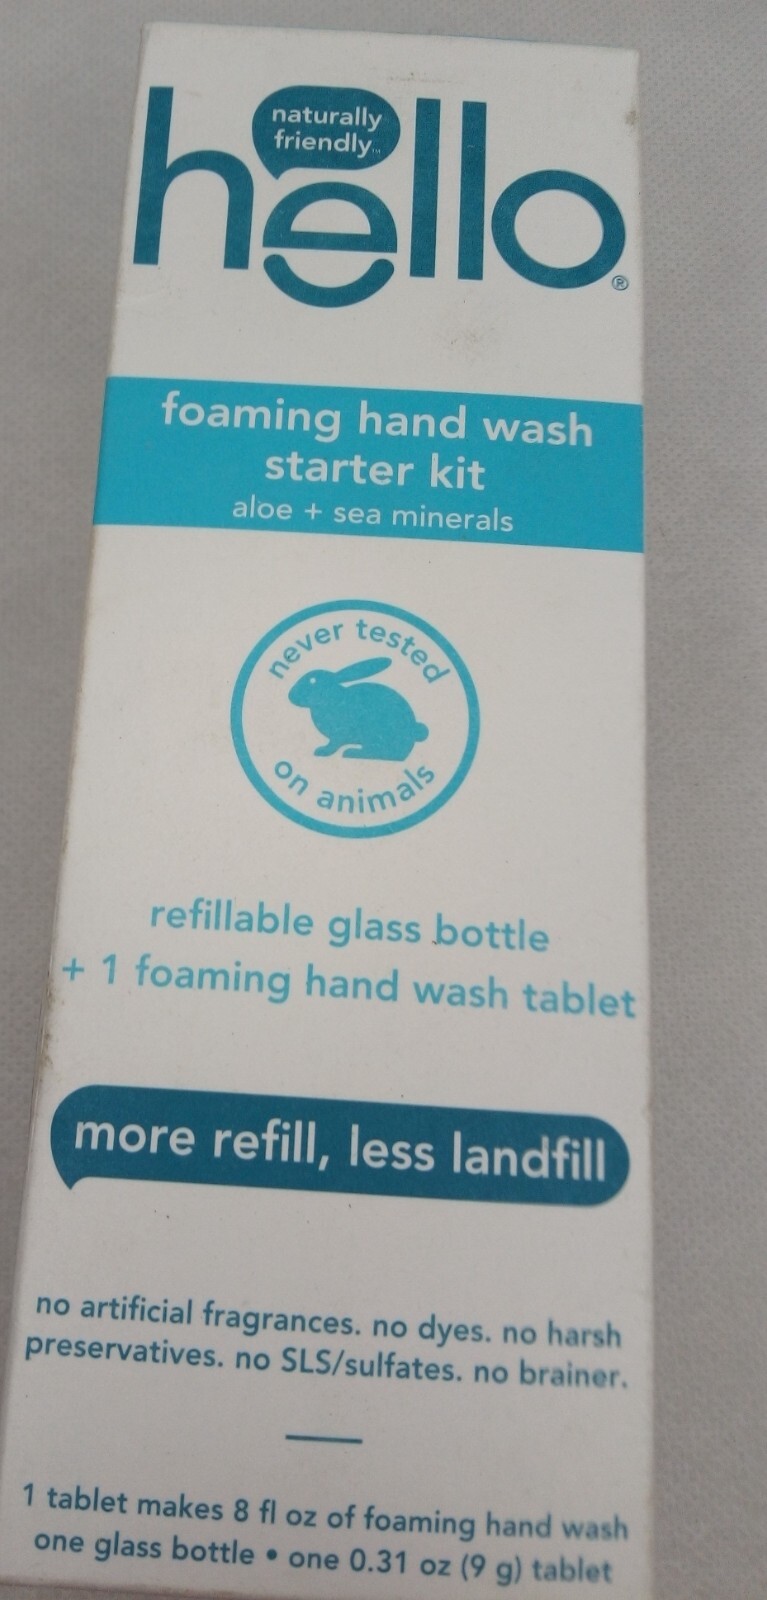 naturally
friendly™
hello®
foaming hand wash
starter kit
aloe + sea minerals
never tested
on animals
refillable glass bottle
+ 1 foaming hand wash tablet
more refill, less landfill
no artificial fragrances. no dyes. no harsh
preservatives. no SLS/sulfates. no brainer.
1 tablet makes 8 fl oz of foaming hand wash
one glass bottle • one 0.31 oz (9 g) tablet